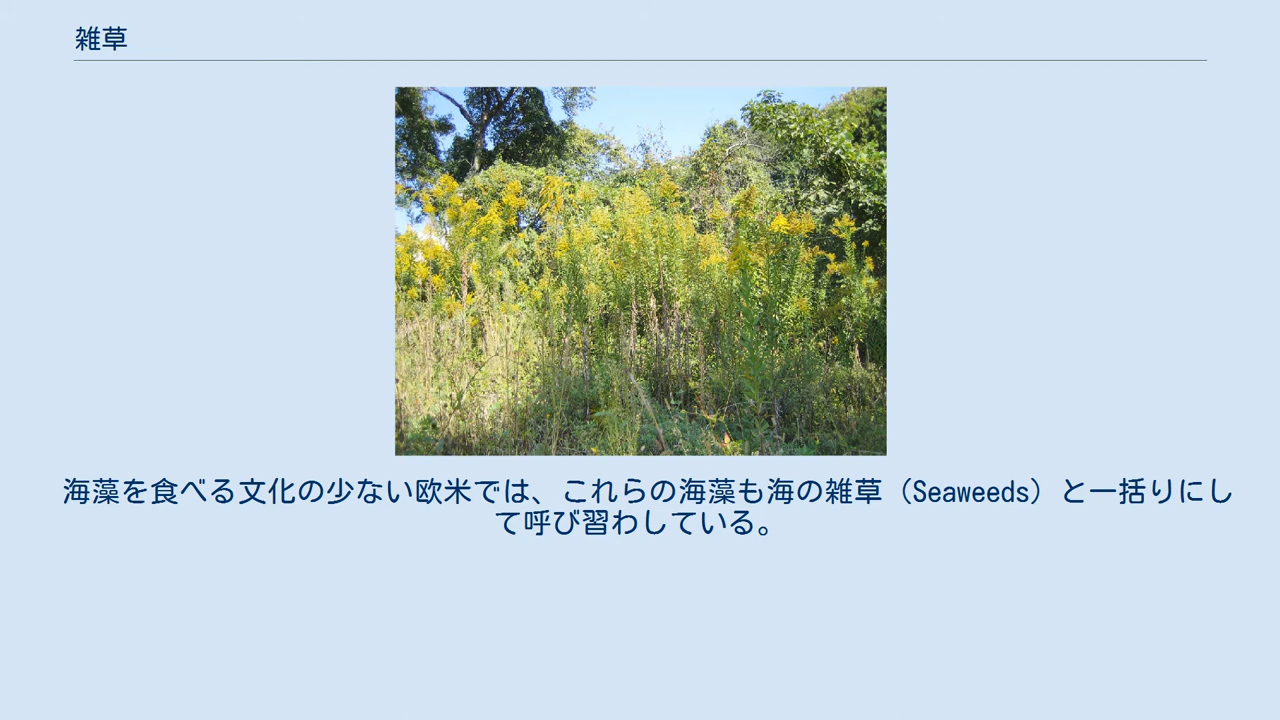 雑草
海藻を食べる文化の少ない欧米では、これらの海藻も海の雑草（Seaweeds）と一括りにし
て呼び習わしている。